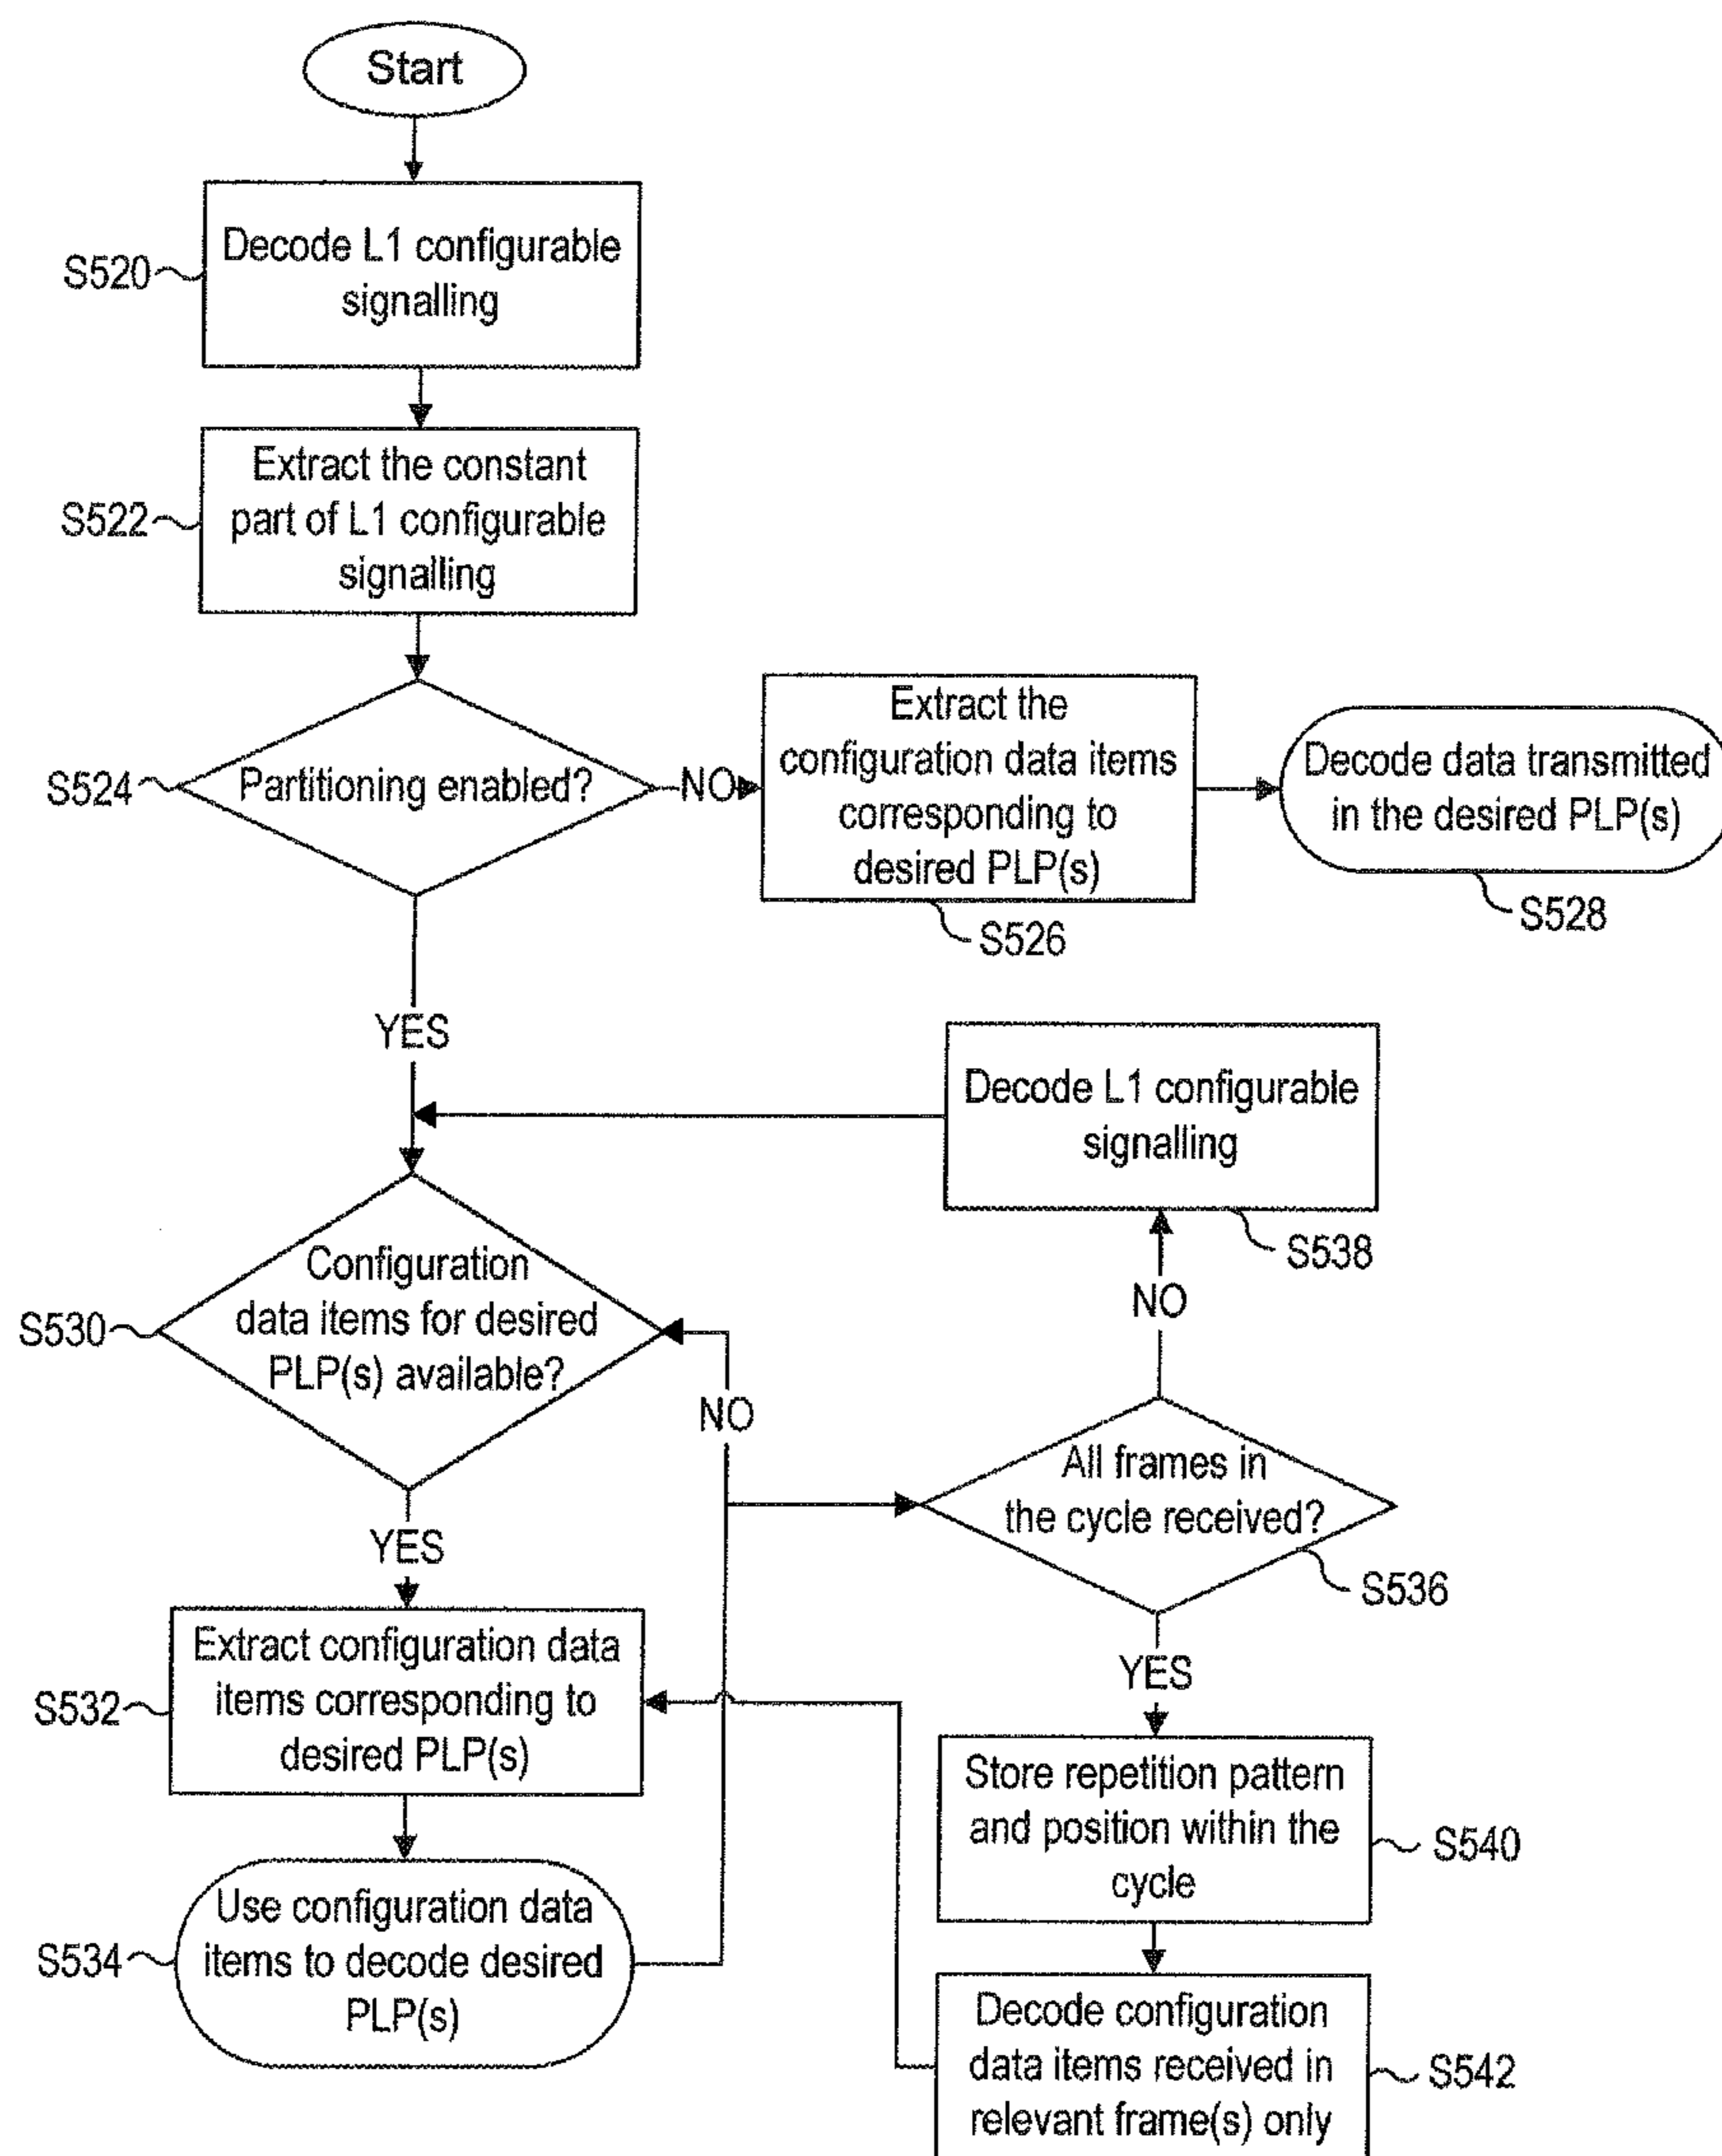 Start
S520
Decode L1 configurable
signalling
S522
Extract the constant
part of L1 configurable
signalling
S524
Partitioning enabled?
NO
Extract the
configuration data items
corresponding to
desired PLP(s)
S526
Decode data transmitted
in the desired PLP(s)
S528
YES
Decode L1 configurable
signalling
S538
S530
Configuration
data items for desired
PLP(s) available?
NO
NO
All frames in
the cycle received?
S536
YES
YES
S532
Extract configuration data
items corresponding to
desired PLP(s)
Store repetition pattern
and position within the
cycle
S540
S534
Use configuration data
items to decode desired
PLP(s)
Decode configuration
data items received in
relevant frame(s) only
S542